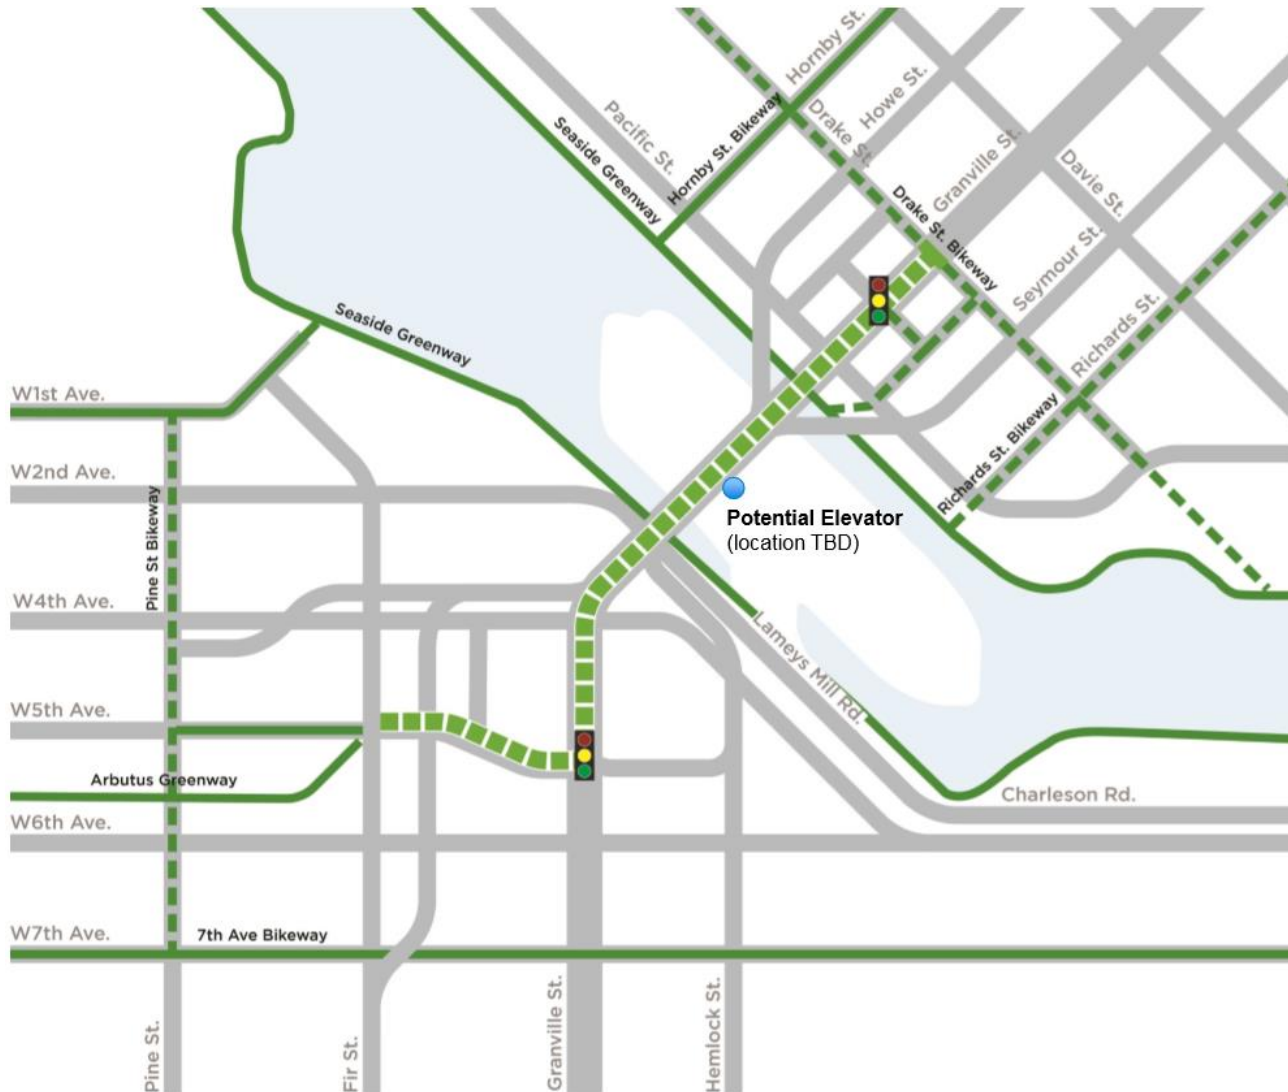 Hornby St.
Pacific St.
Seaside Greenway
Hornby St. Bikeway
Drake St.
Howe St.
Granville St.
Davie St.
Drake St. Bikeway
Seymour St.
Richards St.
Seaside Greenway
W1st Ave.
Richards St. Bikeway
W2nd Ave.
Pine St Bikeway
Potential Elevator
(location TBD)
W4th Ave.
Lameys Mill Rd.
W5th Ave.
Arbutus Greenway
Charleson Rd.
W6th Ave.
W7th Ave.
7th Ave Bikeway
Pine St.
Fir St.
Granville St.
Hemlock St.